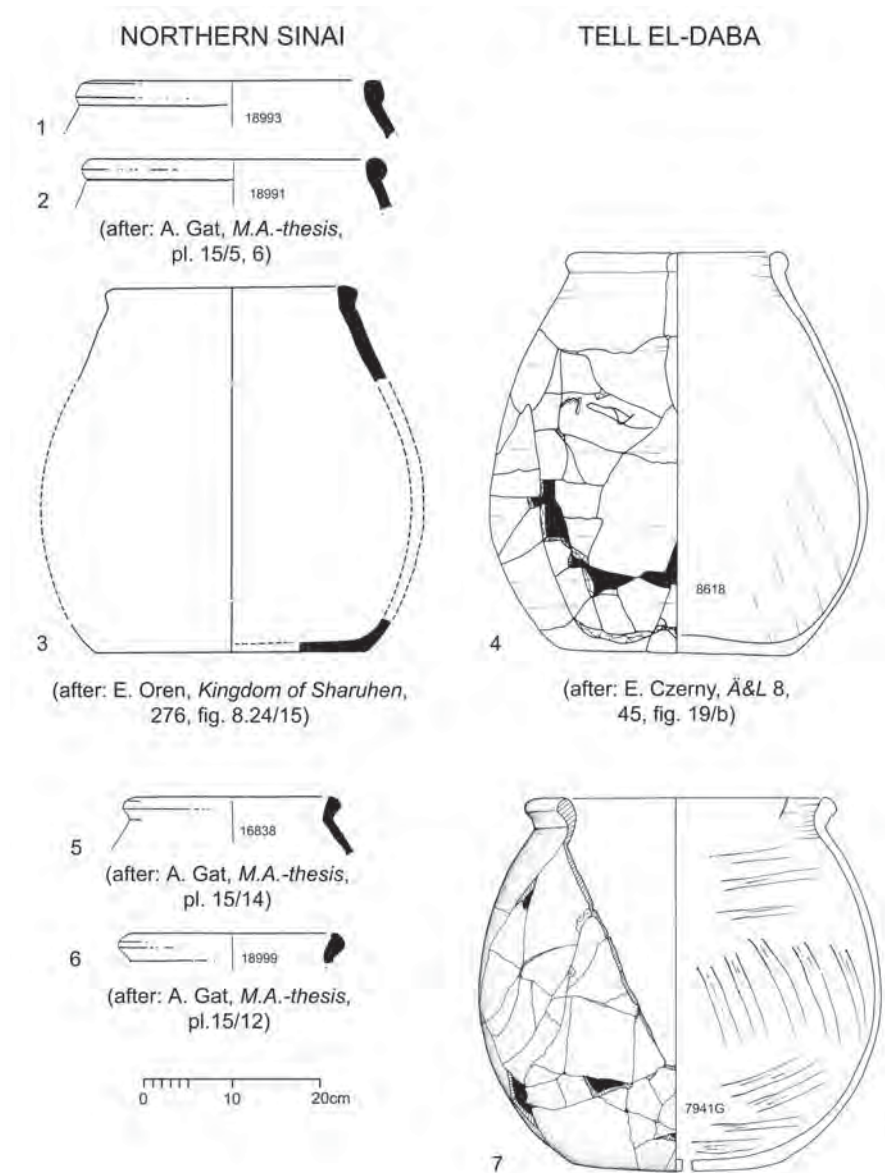 NORTHERN SINAI
TELL EL-DABA
1
18993
2
18991
(after: A. Gat, M.A.-thesis,
pl. 15/5, 6)
3
(after: E. Oren, Kingdom of Sharuhen,
276, fig. 8.24/15)
4
8618
(after: E. Czerny, Ä&L 8,
45, fig. 19/b)
5
16838
(after: A. Gat, M.A.-thesis,
pl. 15/14)
6
18999
(after: A. Gat, M.A.-thesis,
pl.15/12)
0 10 20cm
7
7941G